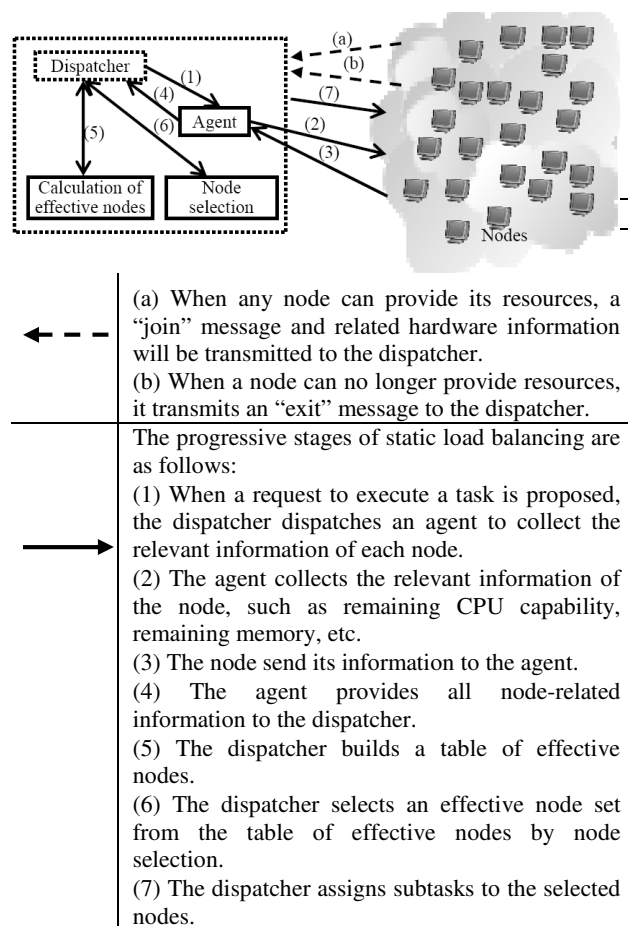 (a)
(b)
Dispatcher
(1)
(4)
(7)
Agent
(2)
(5)
(6)
(3)
Calculation of
effective nodes
Node
selection
Nodes
(a) When any node can provide its resources, a
“join” message and related hardware information
will be transmitted to the dispatcher.
(b) When a node can no longer provide resources,
it transmits an “exit” message to the dispatcher.
The progressive stages of static load balancing are
as follows:
(1) When a request to execute a task is proposed,
the dispatcher dispatches an agent to collect the
relevant information of each node.
(2) The agent collects the relevant information of
the node, such as remaining CPU capability,
remaining memory, etc.
(3) The node send its information to the agent.
(4) The agent provides all node-related
information to the dispatcher.
(5) The dispatcher builds a table of effective
nodes.
(6) The dispatcher selects an effective node set
from the table of effective nodes by node
selection.
(7) The dispatcher assigns subtasks to the selected
nodes.